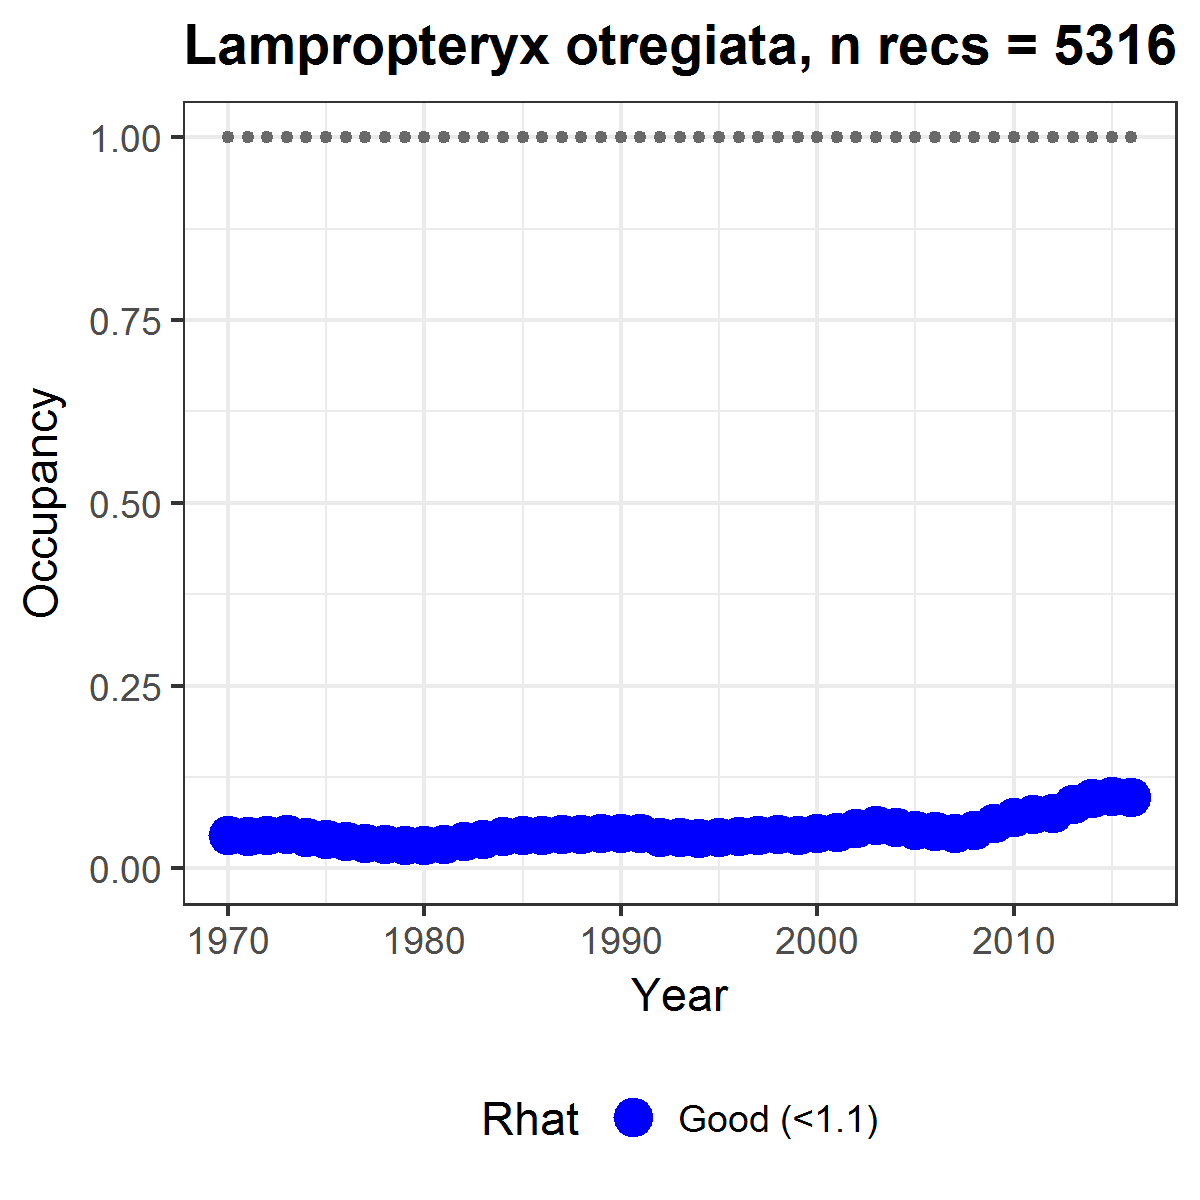 Lampropteryx otregiata, n recs = 5316
1.00
0.75
0.50
0.25
0.00
Occupancy
1970 1980 1990 2000 2010
Year
Rhat Good (<1.1)